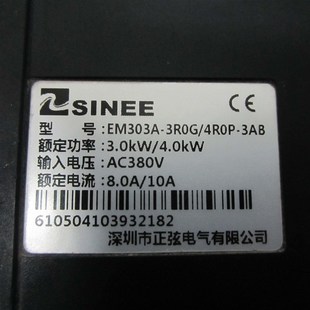 SINEE
CE
型 号:EM303A-3R0G/4R0P-3AB
额定功率:3.0kW/4.0kW
输入电压:AC380V
额定电流:8.0A/10A
610504103932182
深圳市正弦电气有限公司